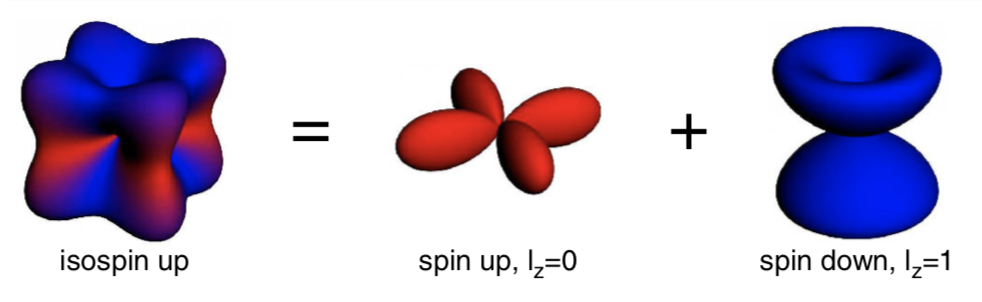 = +
isospin up
spin up, l_z=0
spin down, l_z=1